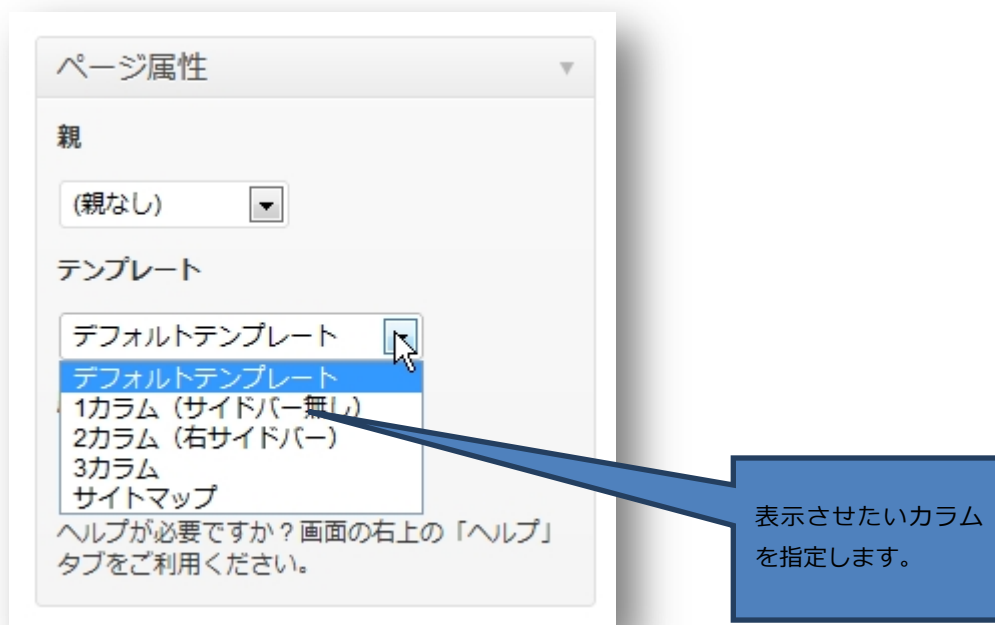 ページ属性
親
(親なし)
テンプレート
デフォルトテンプレート
デフォルトテンプレート
1カラム（サイドバー無し）
2カラム（右サイドバー）
3カラム
サイトマップ
ヘルプが必要ですか？画面の右上の「ヘルプ」
タブをご利用ください。
表示させたいカラム
を指定します。